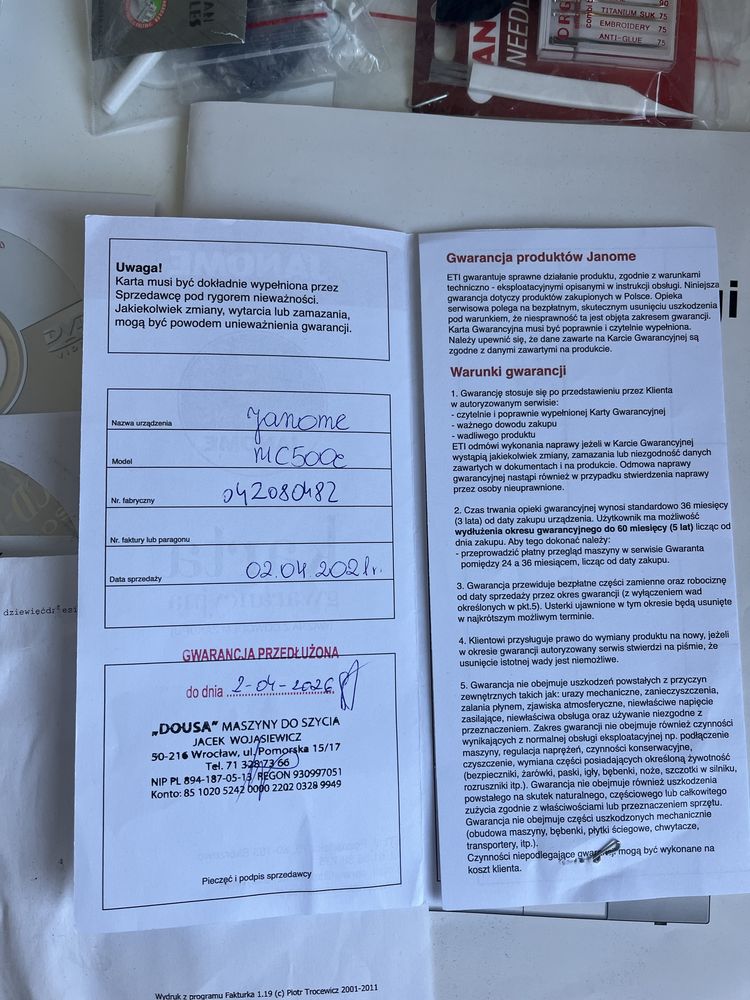 TITANIUM SUK 75
EMBROIDERY 75
ANTI-GLUE 75
90
ORG
NEEDL
AN
LES
Uwaga!
Karta musi być dokładnie wypełniona przez
Sprzedawcę pod rygorem nieważności.
Jakiekolwiek zmiany, wytarcia lub zamazania,
mogą być powodem unieważnienia gwarancji.
Nazwa urządzenia Janome
Model MC500e
Nr. fabryczny 042080482
Nr. faktury lub paragonu
Data sprzedaży 02.04.2021r.
GWARANCJA PRZEDŁUŻONA
do dnia 2-04-2026
„DOUSA” MASZYNY DO SZYCIA
JACEK WOJASIEWICZ
50-216 Wrocław, ul. Pomorska 15/17
Tel. 71 328 73 66
NIP PL 894-187-05-13 REGON 930997051
Konto: 85 1020 5242 0000 2202 0328 9949
Pieczęć i podpis sprzedawcy
Gwarancja produktów Janome
ETI gwarantuje sprawne działanie produktu, zgodnie z warunkami
techniczno - eksploatacyjnymi opisanymi w instrukcji obsługi. Niniejsza
gwarancja dotyczy produktów zakupionych w Polsce. Opieka
serwisowa polega na bezpłatnym, skutecznym usunięciu uszkodzenia
pod warunkiem, że niesprawność ta jest objęta zakresem gwarancji.
Karta Gwarancyjna musi być poprawnie i czytelnie wypełniona.
Należy upewnić się, że dane zawarte na Karcie Gwarancyjnej są
zgodne z danymi zawartymi na produkcie.
Warunki gwarancji
1. Gwarancję stosuje się po przedstawieniu przez Klienta
w autoryzowanym serwisie:
- czytelnie i poprawnie wypełnionej Karty Gwarancyjnej
- ważnego dowodu zakupu
- wadliwego produktu
ETI odmówi wykonania naprawy jeżeli w Karcie Gwarancyjnej
wystąpią jakiekolwiek zmiany, zamazania lub niezgodność danych
zawartych w dokumentach i na produkcie. Odmowa naprawy
gwarancyjnej nastąpi również w przypadku stwierdzenia naprawy
przez osoby nieuprawnione.
2. Czas trwania opieki gwarancyjnej wynosi standardowo 36 miesięcy
(3 lata) od daty zakupu urządzenia. Użytkownik ma możliwość
wydłużenia okresu gwarancyjnego do 60 miesięcy (5 lat) licząc od
dnia zakupu. Aby tego dokonać należy:
- przeprowadzić płatny przegląd maszyny w serwisie Gwaranta
pomiędzy 24 a 36 miesiącem, licząc od daty zakupu.
3. Gwarancja przewiduje bezpłatne części zamienne oraz robociznę
od daty sprzedaży przez okres gwarancji (z wyłączeniem wad
określonych w pkt.5). Usterki ujawnione w tym okresie będą usunięte
w najkrótszym możliwym terminie.
4. Klientowi przysługuje prawo do wymiany produktu na nowy, jeżeli
w okresie gwarancji autoryzowany serwis stwierdzi na piśmie, że
usunięcie istotnej wady jest niemożliwe.
5. Gwarancja nie obejmuje uszkodzeń powstałych z przyczyn
zewnętrznych takich jak: urazy mechaniczne, zanieczyszczenia,
zalania płynem, zjawiska atmosferyczne, niewłaściwe napięcie
zasilające, niewłaściwa obsługa oraz używanie niezgodne z
przeznaczeniem. Zakres gwarancji nie obejmuje również czynności
wynikających z normalnej obsługi eksploatacyjnej np. podłączenie
maszyny, regulacja naprężeń, czynności konserwacyjne,
czyszczenie, wymiana części posiadających określoną żywotność
(bezpieczniki, żarówki, paski, igły, bębenki, noże, szczotki w silniku,
rozruszniki itp.). Gwarancja nie obejmuje również uszkodzenia
powstałego na skutek naturalnego, częściowego lub całkowitego
zużycia zgodnie z właściwościami lub przeznaczeniem sprzętu.
Gwarancja nie obejmuje części uszkodzonych mechanicznie
(obudowa maszyny, bębenki, płytki ściegowe, chwytacze,
transportery, itp.).
Czynności niepodlegające mogą być wykonane na
koszt klienta.
Wydruk z programu Fakturka 1.19 (c) Piotr Trocewicz 2001-2011